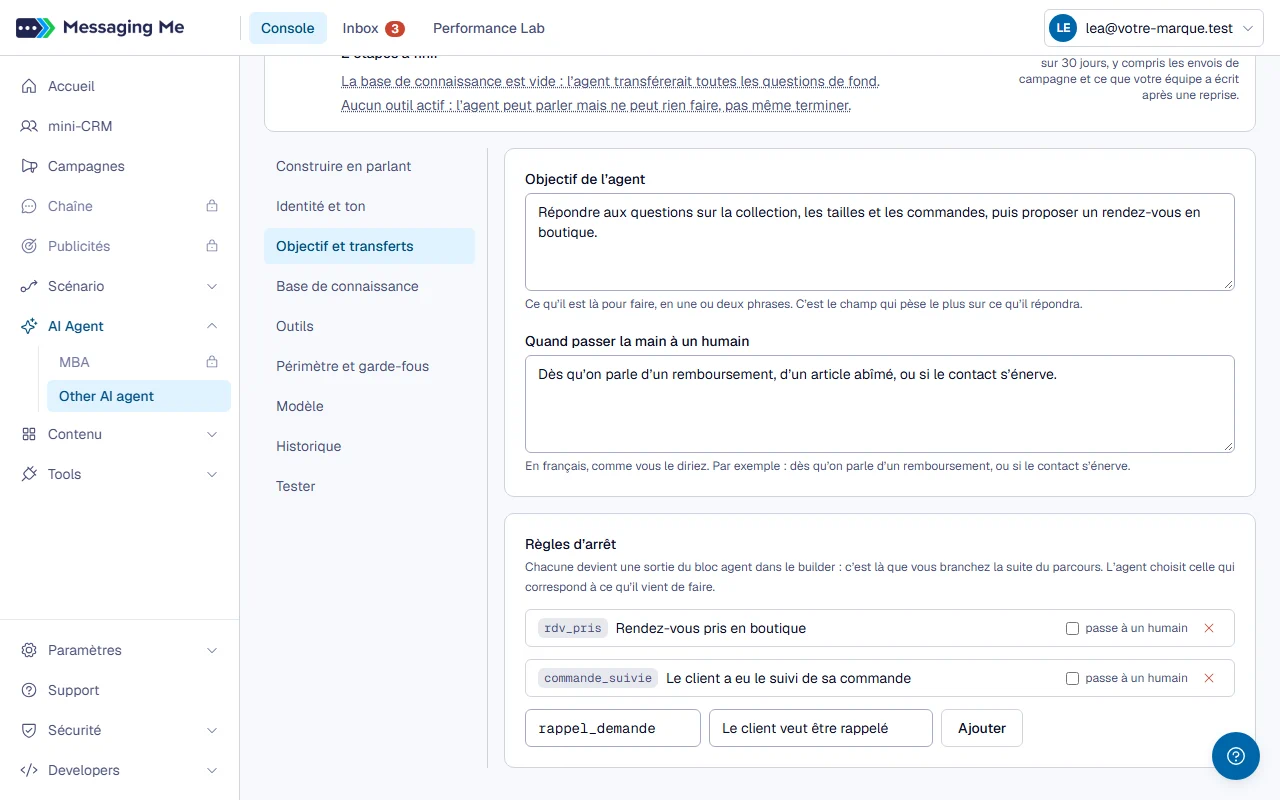 Messaging Me
Console
Inbox 3
Performance Lab
LE lea@votre-marque.test
Accueil
mini-CRM
Campagnes
Chaîne
Publicités
Scénario
AI Agent
MBA
Other AI agent
Contenu
Tools
Paramètres
Support
Sécurité
Developers
La base de connaissance est vide : l’agent transférerait toutes les questions de fond.
Aucun outil actif : l’agent peut parler mais ne peut rien faire, pas même terminer.
sur 30 jours, y compris les envois de
campagne et ce que votre équipe a écrit
après une reprise.
Construire en parlant
Identité et ton
Objectif et transferts
Base de connaissance
Outils
Périmètre et garde-fous
Modèle
Historique
Tester
Objectif de l’agent
Répondre aux questions sur la collection, les tailles et les commandes, puis proposer un rendez-vous en
boutique.
Ce qu’il est là pour faire, en une ou deux phrases. C’est le champ qui pèse le plus sur ce qu’il répondra.
Quand passer la main à un humain
Dès qu’on parle d’un remboursement, d’un article abîmé, ou si le contact s’énerve.
En français, comme vous le diriez. Par exemple : dès qu’on parle d’un remboursement, ou si le contact s’énerve.
Règles d’arrêt
Chacune devient une sortie du bloc agent dans le builder : c’est là que vous branchez la suite du parcours. L’agent choisit celle qui
correspond à ce qu’il vient de faire.
rdv_pris Rendez-vous pris en boutique passe à un humain
commande_suivie Le client a eu le suivi de sa commande passe à un humain
rappel_demande Le client veut être rappelé Ajouter